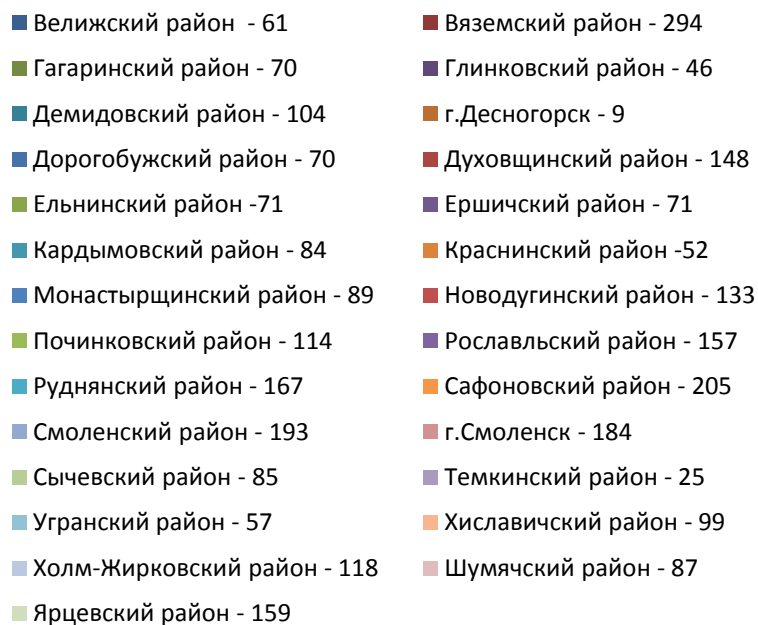 Велижский район - 61
Вяземский район - 294
Гагаринский район - 70
Глинковский район - 46
Демидовский район - 104
г.Десногорск - 9
Дорогобужский район - 70
Духовщинский район - 148
Ельнинский район -71
Ершичский район - 71
Кардымовский район - 84
Краснинский район -52
Монастырщинский район - 89
Новодугинский район - 133
Починковский район - 114
Рославльский район - 157
Руднянский район - 167
Сафоновский район - 205
Смоленский район - 193
г.Смоленск - 184
Сычевский район - 85
Темкинский район - 25
Угранский район - 57
Хиславичский район - 99
Холм-Жирковский район - 118
Шумячский район - 87
Ярцевский район - 159